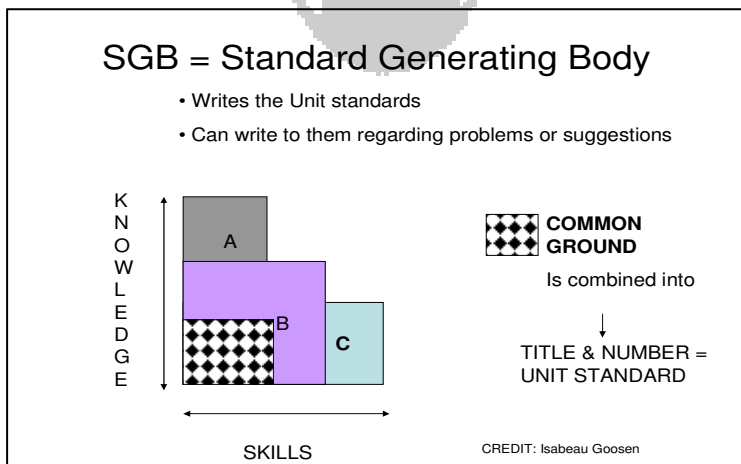 SGB = Standard Generating Body
• Writes the Unit standards
• Can write to them regarding problems or suggestions
K
N
O
W
L
E
D
G
E
A
B
C
SKILLS
COMMON
GROUND
Is combined into
TITLE & NUMBER =
UNIT STANDARD
CREDIT: Isabeau Goosen